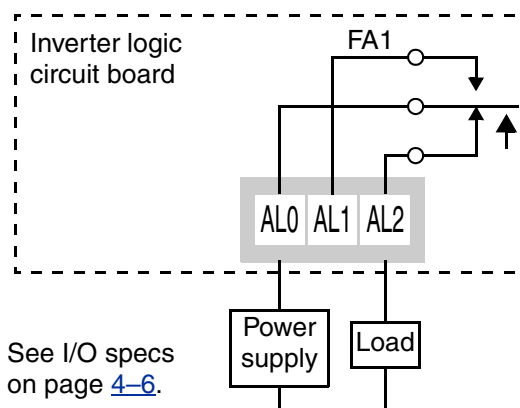 Inverter logic
circuit board
FA1
AL0 AL1 AL2
Power
supply
Load
See I/O specs
on page 4–6.